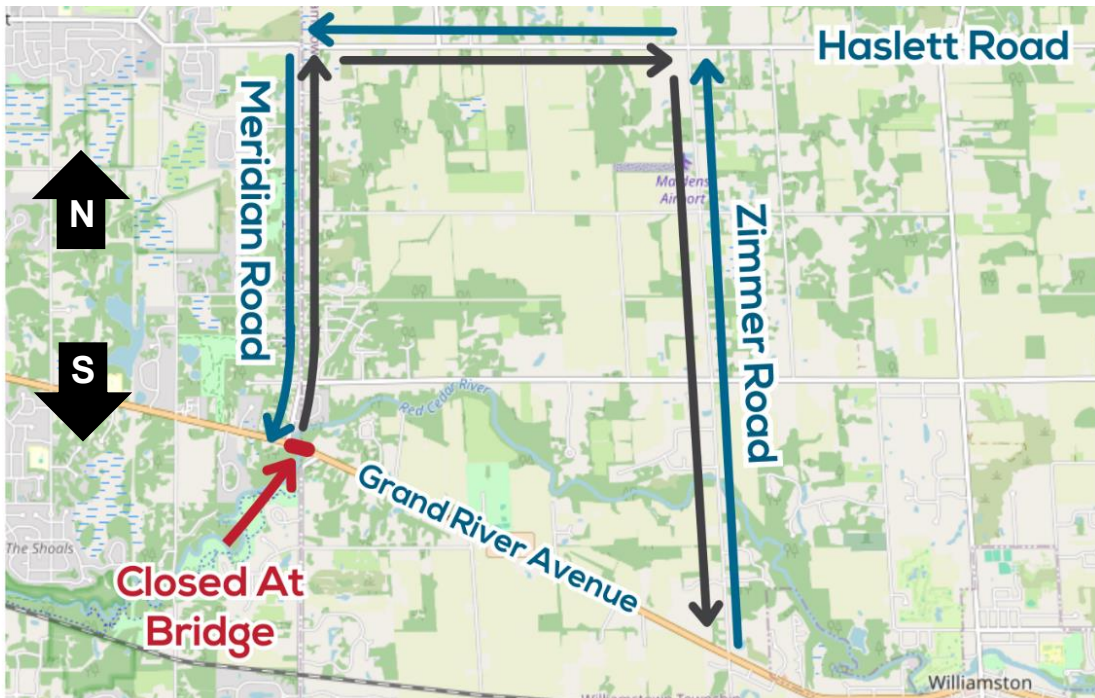 Haslett Road
Meridian Road
N
Zimmer Road
S
Red Cedar River
Grand River Avenue
The Shoals
Closed At
Bridge
Williamston